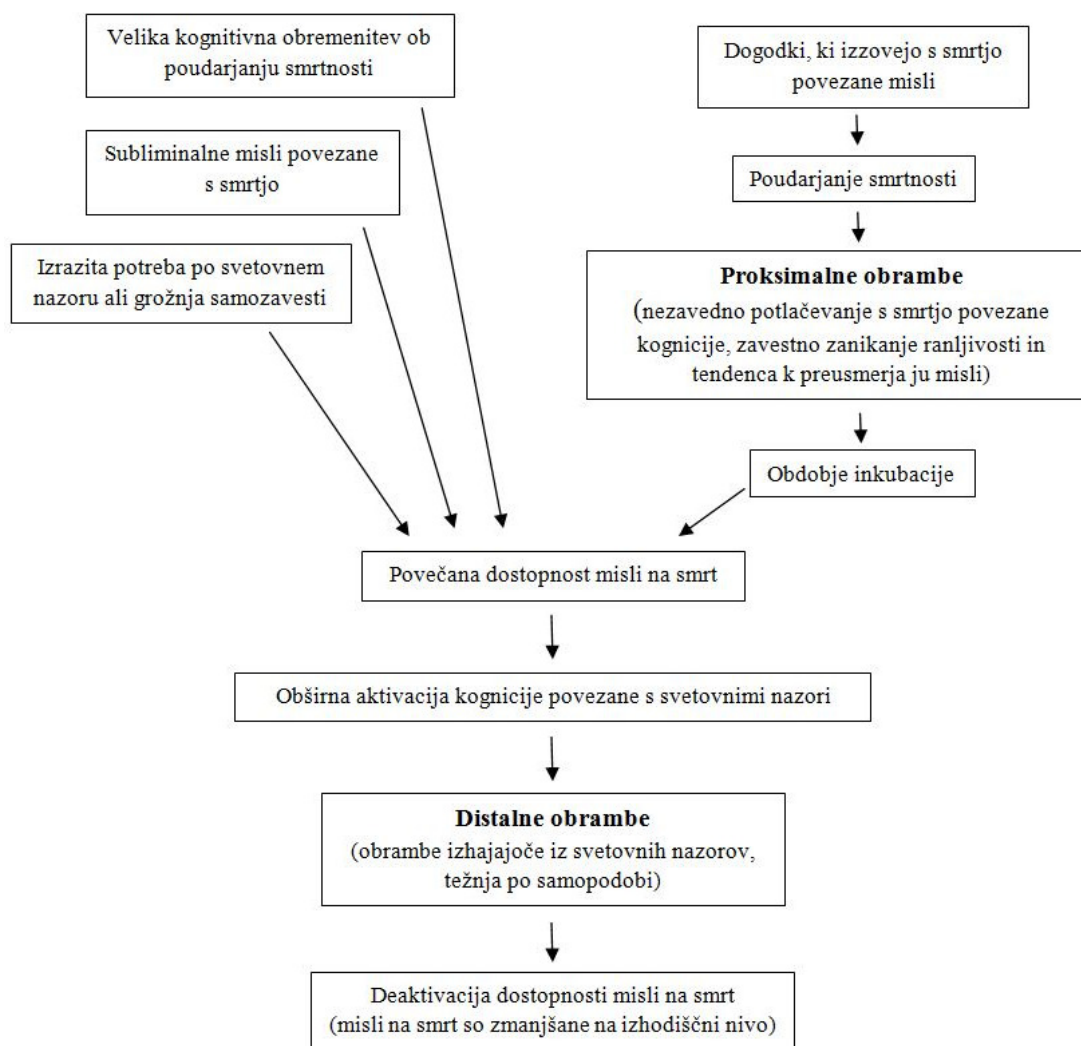 Velika kognitivna obremenitev ob
poudarjanju smrtnosti
Dogodki, ki izzovejo s smrtjo
povezane misli
Subliminalne misli povezane
s smrtjo
Poudarjanje smrtnosti
Izrazita potreba po svetovnem
nazoru ali grožnja samozavesti
Proksimalne obrambe
(nezavedno potlačevanje s smrtjo povezane
kognicije, zavestno zanikanje ranljivosti in
tendenca k preusmerja ju misli)
Obdobje inkubacije
Povečana dostopnost misli na smrt
Obširna aktivacija kognicije povezane s svetovnimi nazori
Distalne obrambe
(obrambe izhajajoče iz svetovnih nazorov,
težnja po samopodobi)
Deaktivacija dostopnosti misli na smrt
(misli na smrt so zmanjšane na izhodiščni nivo)